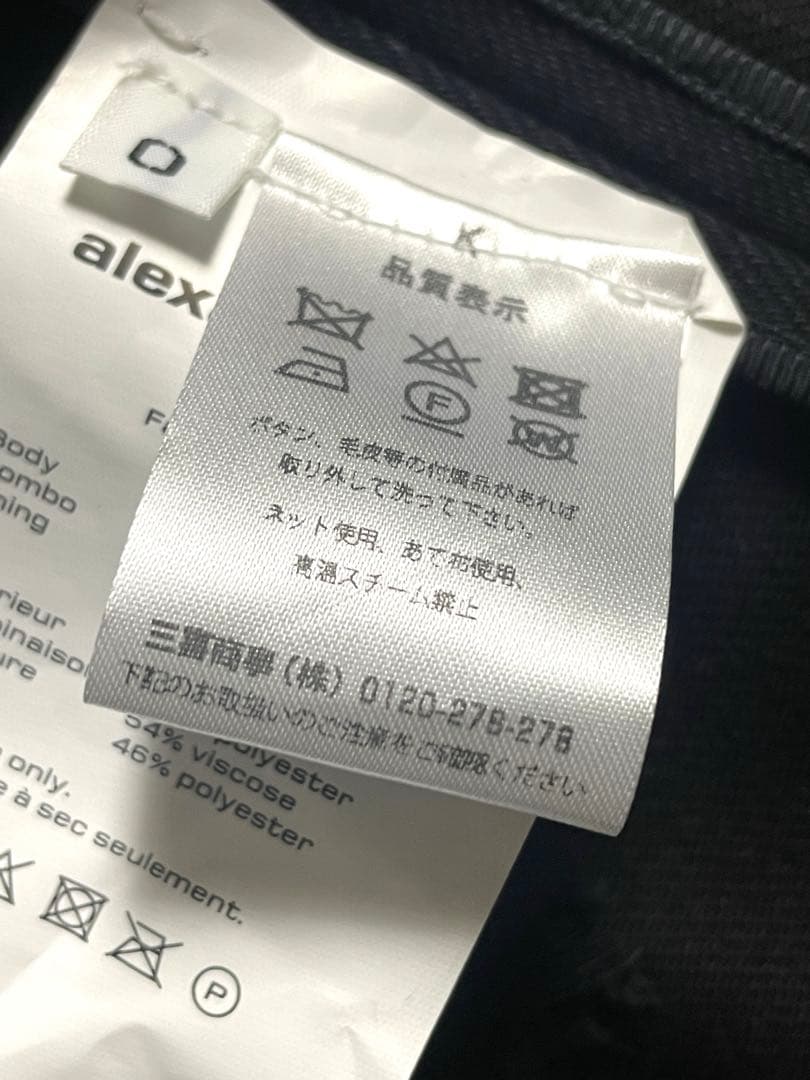 0
alex
K
品質表示
F
W
ボタン、毛皮等の付属品があれば
取り外して洗って下さい。
ネット使用、あて布使用、
高温スチーム禁止
三喜商事(株) 0120-278-278
下記のお取扱いのご注意をご確認ください
Body
ombo
ning
rieur
binaiso
ure
polyester
54% viscose
46% polyester
only.
à sec seulement.
P